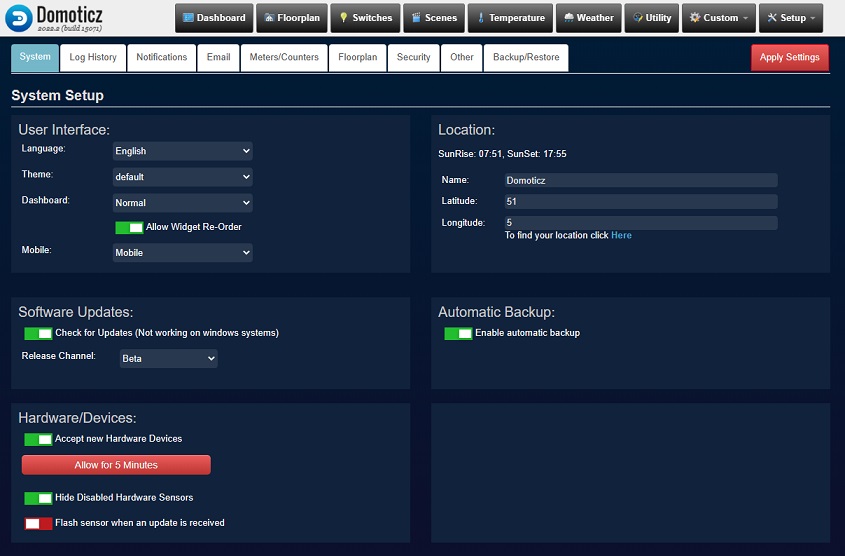 Domoticz
2022.2 (build 15071)
Dashboard
Floorplan
Switches
Scenes
Temperature
Weather
Utility
Custom
Setup
System
Log History
Notifications
Email
Meters/Counters
Floorplan
Security
Other
Backup/Restore
Apply Settings
System Setup
User Interface:
Language: English
Theme: default
Dashboard: Normal
Allow Widget Re-Order
Mobile: Mobile
Location:
SunRise: 07:51, SunSet: 17:55
Name: Domoticz
Latitude: 51
Longitude: 5
To find your location click Here
Software Updates:
Check for Updates (Not working on windows systems)
Release Channel: Beta
Automatic Backup:
Enable automatic backup
Hardware/Devices:
Accept new Hardware Devices
Allow for 5 Minutes
Hide Disabled Hardware Sensors
Flash sensor when an update is received